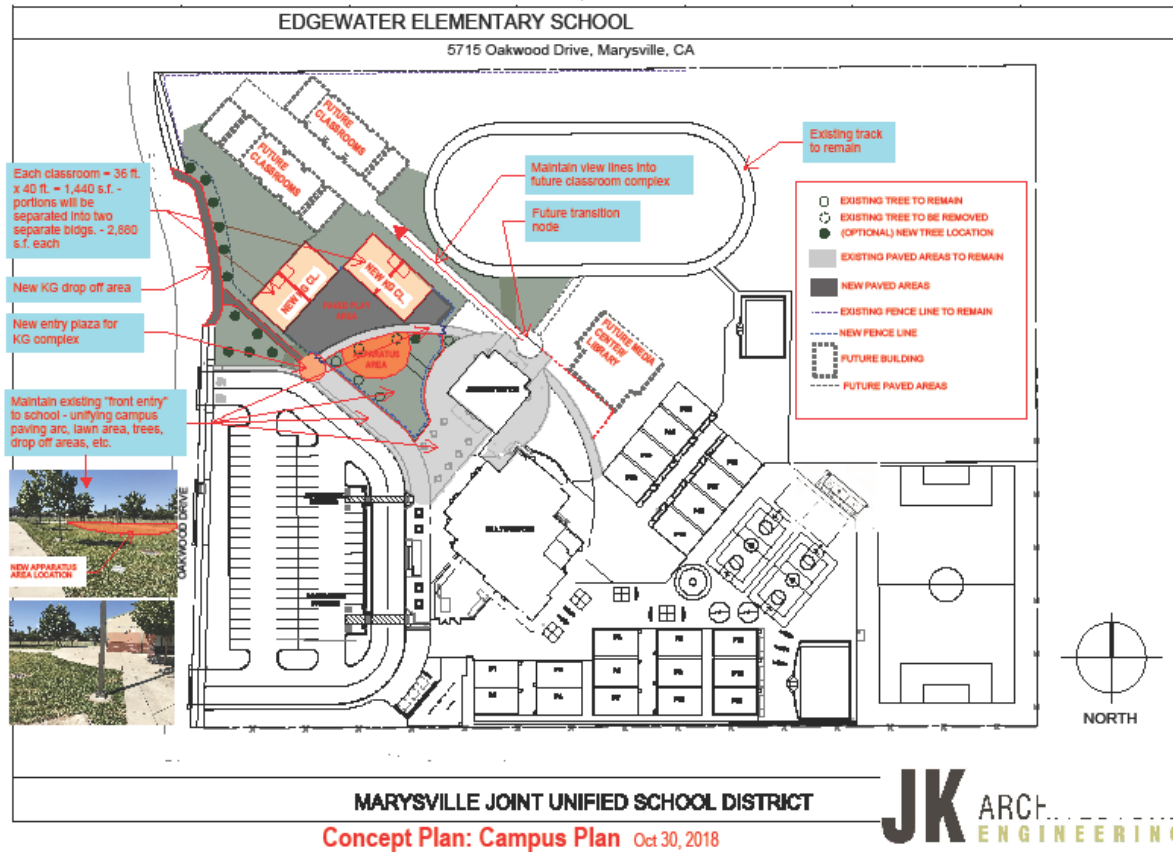 EDGEWATER ELEMENTARY SCHOOL
5715 Oakwood Drive, Marysville, CA
FUTURE
CLASSROOMS
FUTURE
CLASSROOMS
Existing track
to remain
Maintain view lines into
future classroom complex
Future transition
node
Each classroom = 36 ft.
x 40 ft. = 1,440 s.f. -
portions will be
separated into two
separate bldgs. - 2,880
s.f. each
New KG drop off area
New entry plaza for
KG complex
Maintain existing "front entry"
to school - unifying campus
paving arc, lawn area, trees,
drop off areas, etc.
NEW KG CL.
NEW KG CL.
AREA
APPARATUS
AREA
FUTURE MEDIA
CENTER/
LIBRARY
EXISTING TREE TO REMAIN
EXISTING TREE TO BE REMOVED
(OPTIONAL) NEW TREE LOCATION
EXISTING PAVED AREAS TO REMAIN
NEW PAVED AREAS
EXISTING FENCE LINE TO REMAIN
NEW FENCE LINE
FUTURE BUILDING
FUTURE PAVED AREAS
OAKWOOD DRIVE
NEW APPARATUS
AREA LOCATION
NORTH
MARYSVILLE JOINT UNIFIED SCHOOL DISTRICT
Concept Plan: Campus Plan Oct 30, 2018
JK
ENGINEERING